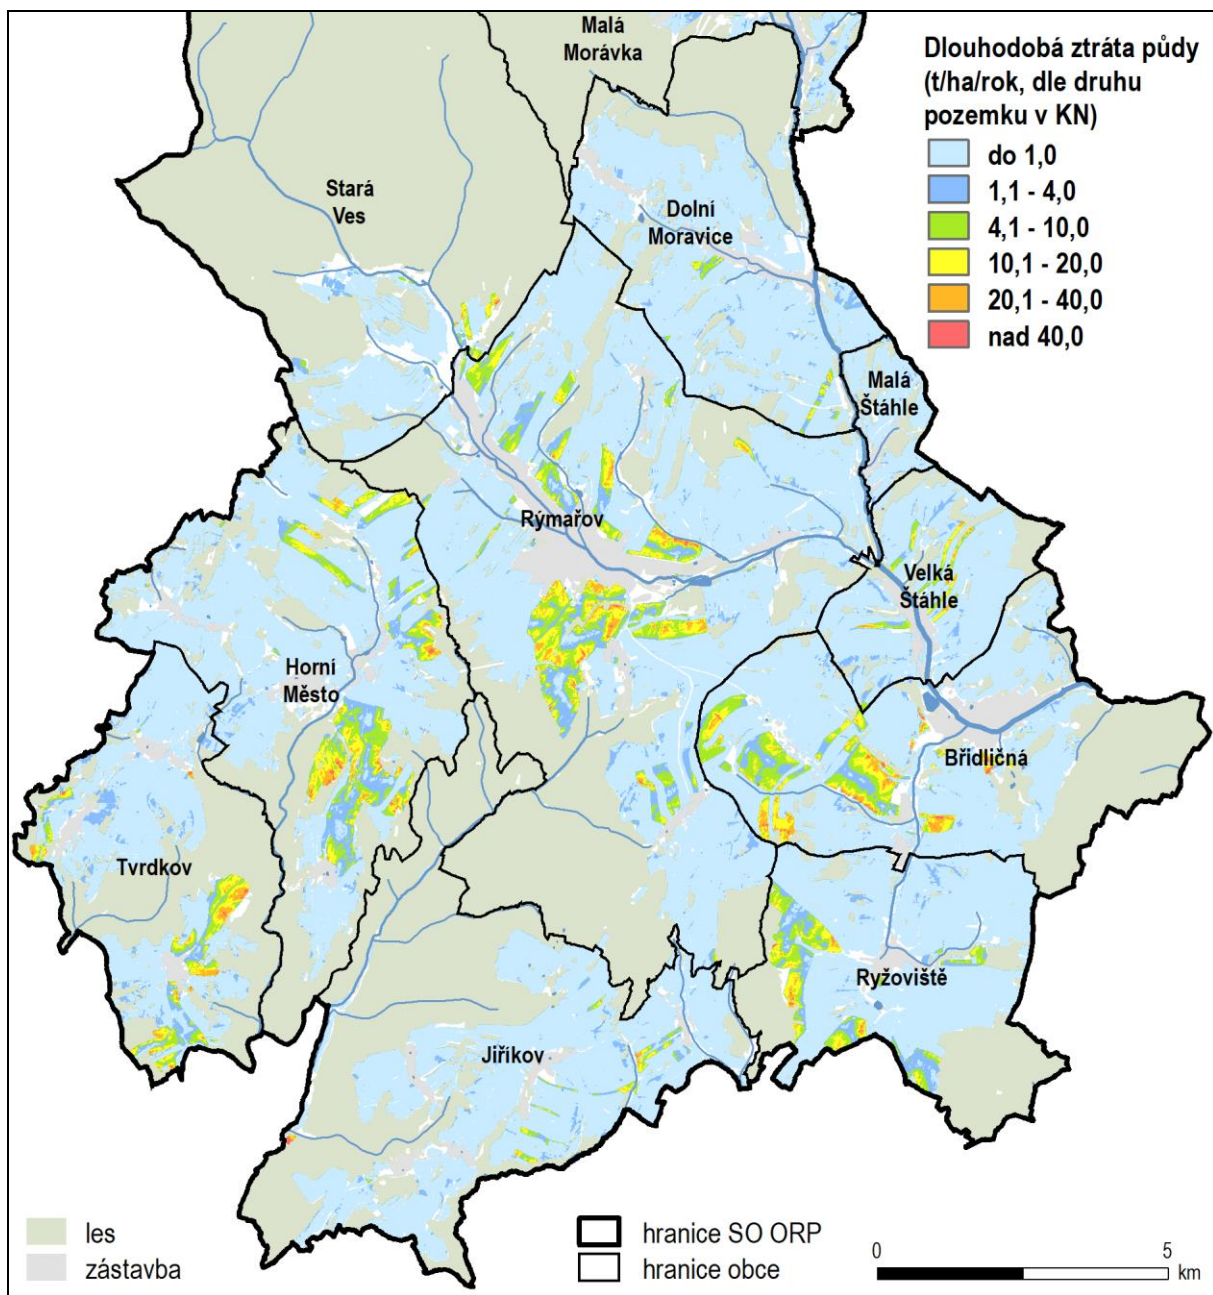 Malá
Morávka
Dlouhodobá ztráta půdy
(t/ha/rok, dle druhu
pozemku v KN)
do 1,0
1,1 - 4,0
4,1 - 10,0
10,1 - 20,0
20,1 - 40,0
nad 40,0
Stará
Ves
Dolní
Moravice
Malá
Štáhle
Rýmařov
Velká
Štáhle
Horní
Město
Břidličná
Tvrdkov
Ryžoviště
Jiříkov
les
zástavba
hranice SO ORP
hranice obce
0 5
km